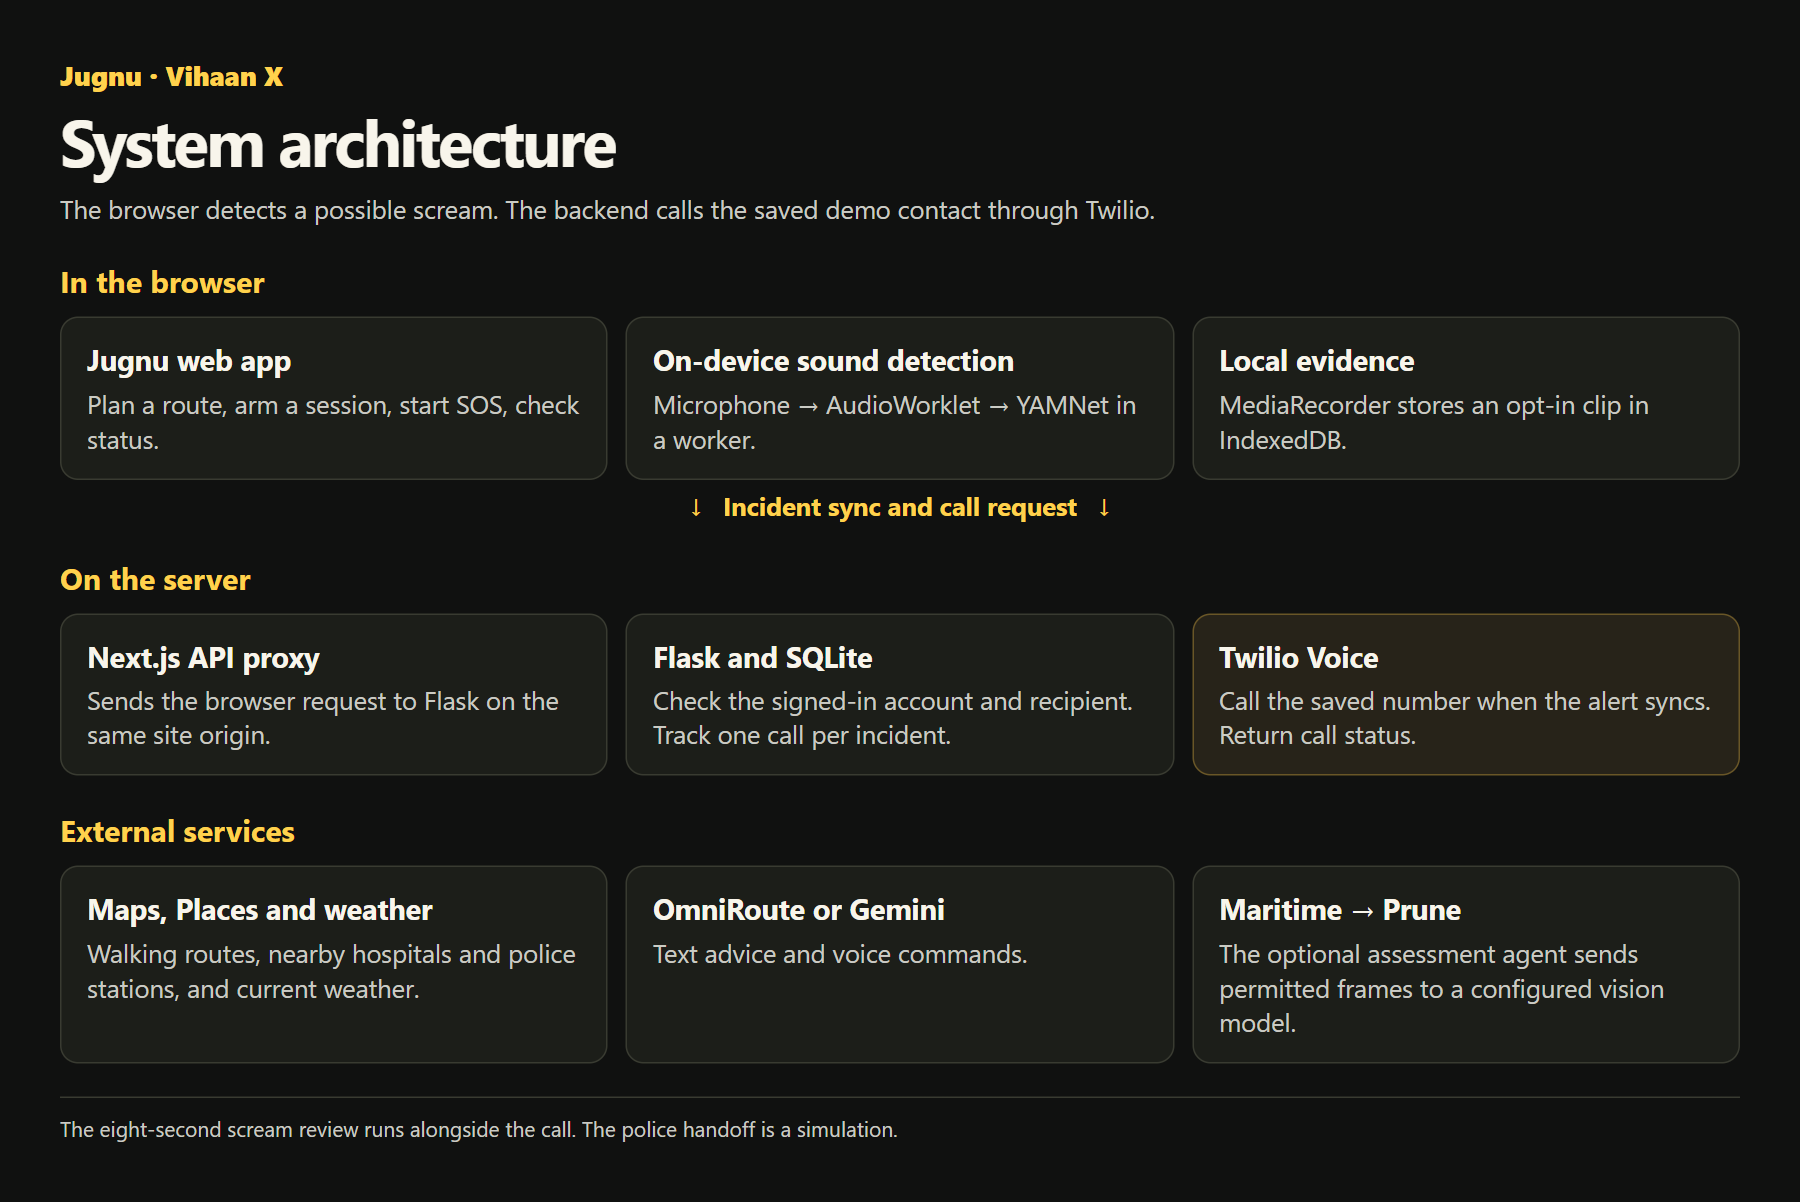 Jugnu · Vihaan X
System architecture
The browser detects a possible scream. The backend calls the saved demo contact through Twilio.
In the browser
Jugnu web app
Plan a route, arm a session, start SOS, check
status.
On-device sound detection
Microphone → AudioWorklet → YAMNet in
a worker.
Local evidence
MediaRecorder stores an opt-in clip in
IndexedDB.
↓ Incident sync and call request ↓
On the server
Next.js API proxy
Sends the browser request to Flask on the
same site origin.
Flask and SQLite
Check the signed-in account and recipient.
Track one call per incident.
Twilio Voice
Call the saved number when the alert syncs.
Return call status.
External services
Maps, Places and weather
Walking routes, nearby hospitals and police
stations, and current weather.
OmniRoute or Gemini
Text advice and voice commands.
Maritime → Prune
The optional assessment agent sends
permitted frames to a configured vision
model.
The eight-second scream review runs alongside the call. The police handoff is a simulation.